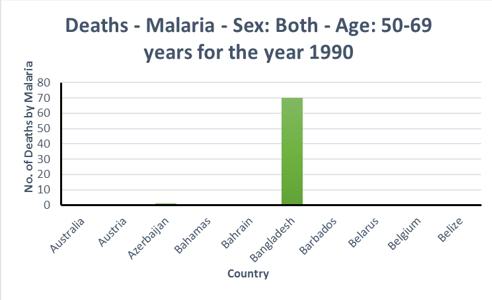 Deaths - Malaria - Sex: Both - Age: 50-69
years for the year 1990
No. of Deaths by Malaria
80
70
60
50
40
30
20
10
0
Australia
Austria
Azerbaijan
Bahamas
Bahrain
Bangladesh
Barbados
Belarus
Belgium
Belize
Country